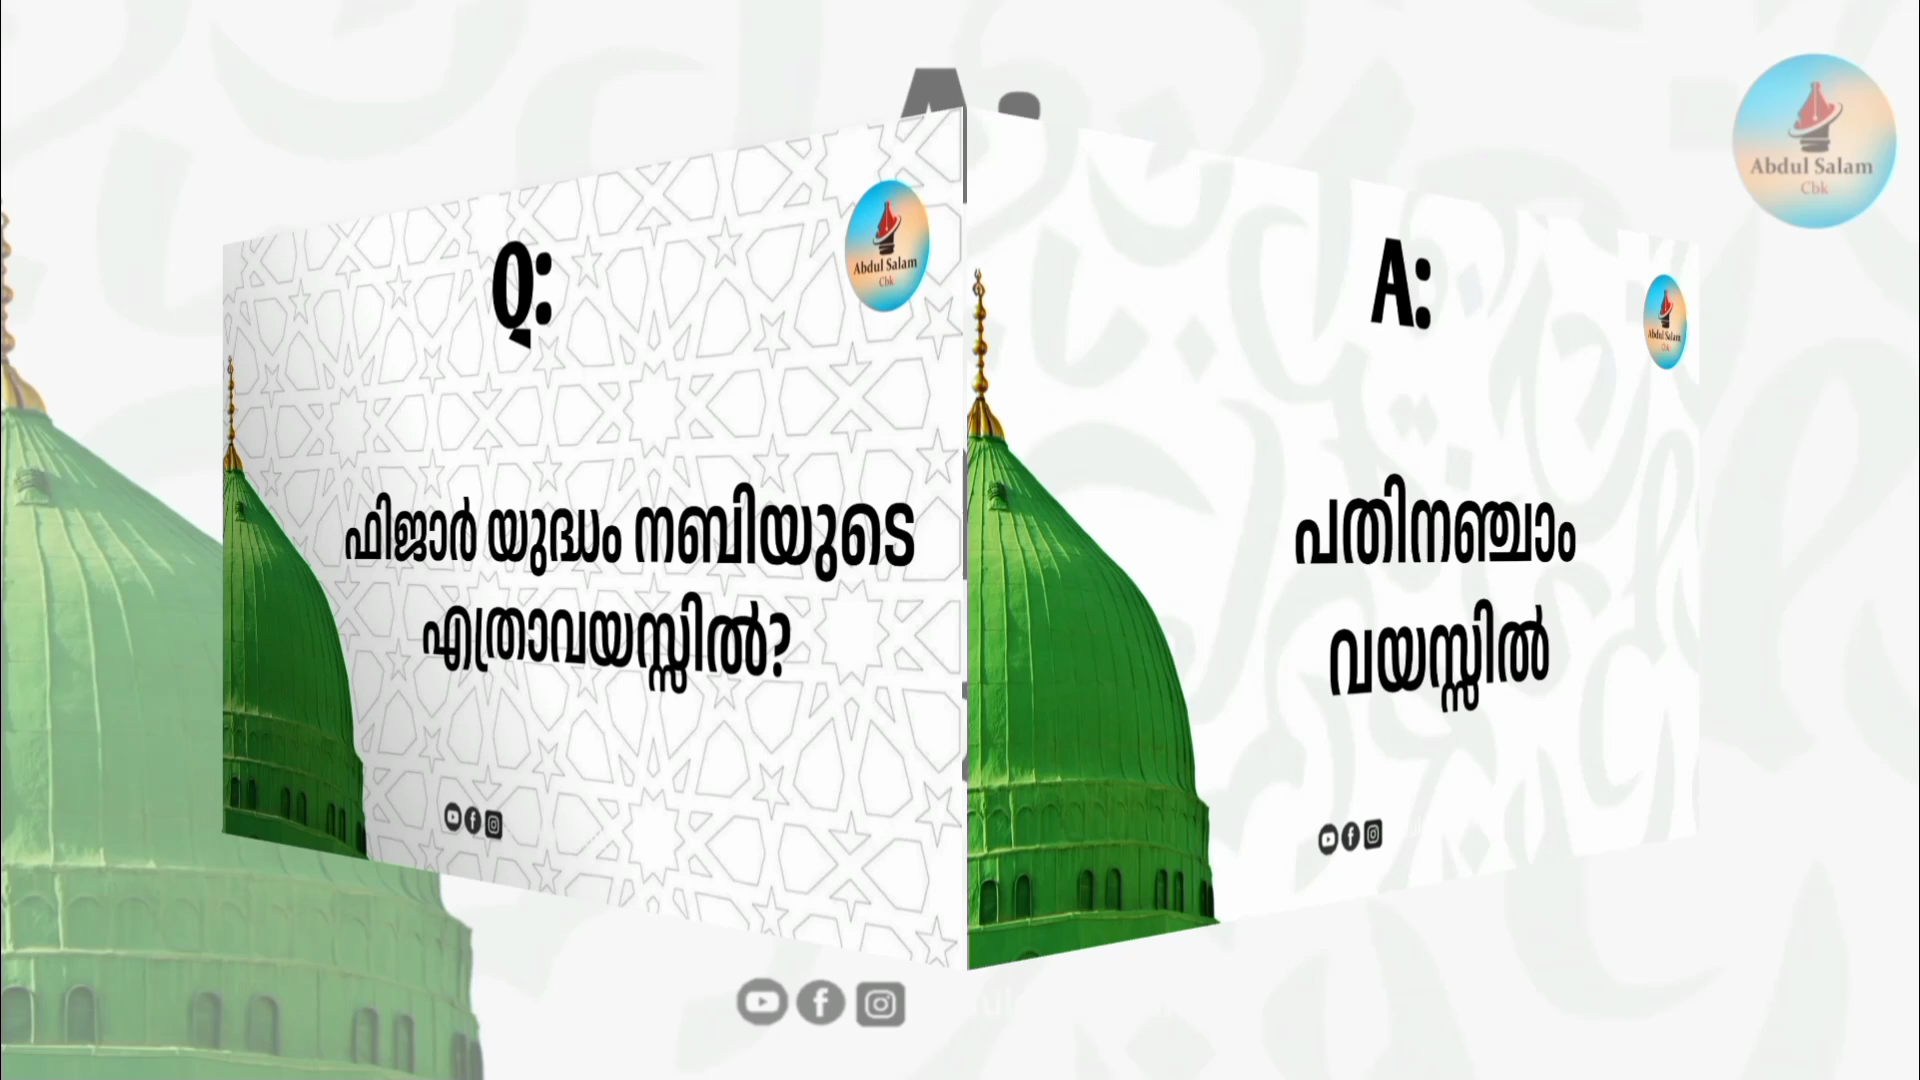 A:
Abdul Salam
Cbk
Q:
Abdul Salam
Cbk
ഫിജാർ യുദ്ധം നബിയുടെ
എത്രാവയസ്സിൽ?
A:
Abdul Salam
Cbk
പതിനഞ്ചാം
വയസ്സിൽ